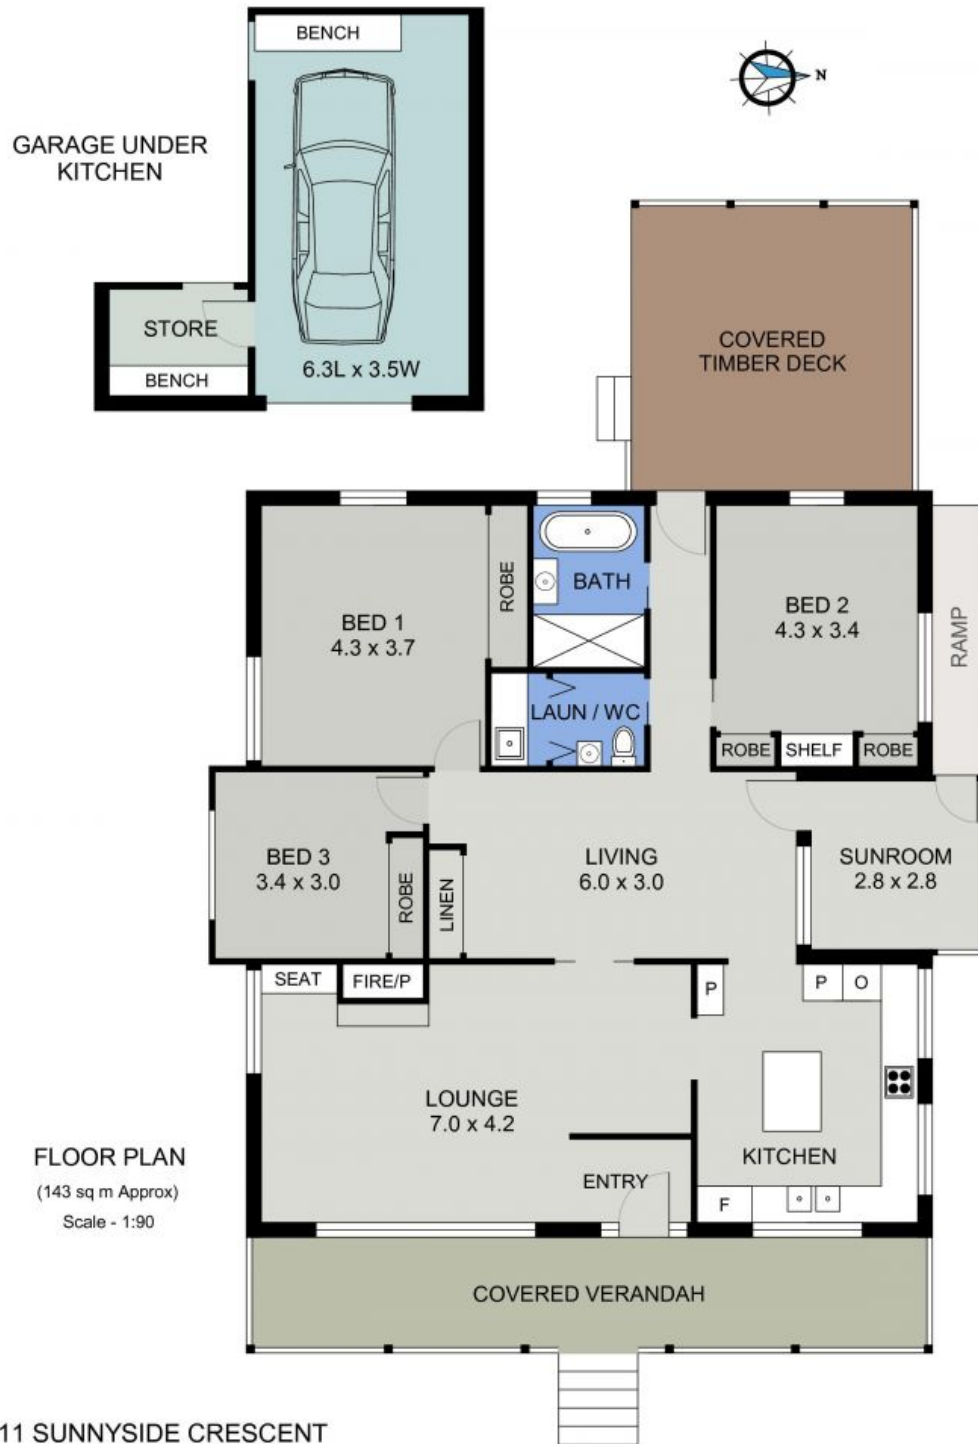 BENCH
N
GARAGE UNDER
KITCHEN
STORE
BENCH
6.3L x 3.5W
COVERED
TIMBER DECK
BED 1
4.3 x 3.7
ROBE
BATH
BED 2
4.3 x 3.4
RAMP
LAUN / WC
ROBE
SHELF
ROBE
BED 3
3.4 x 3.0
ROBE
LINEN
LIVING
6.0 x 3.0
SUNROOM
2.8 x 2.8
SEAT
FIRE/P
P
P
O
LOUNGE
7.0 x 4.2
KITCHEN
ENTRY
F
FLOOR PLAN
(143 sq m Approx)
Scale - 1:90
COVERED VERANDAH
11 SUNNYSIDE CRESCENT